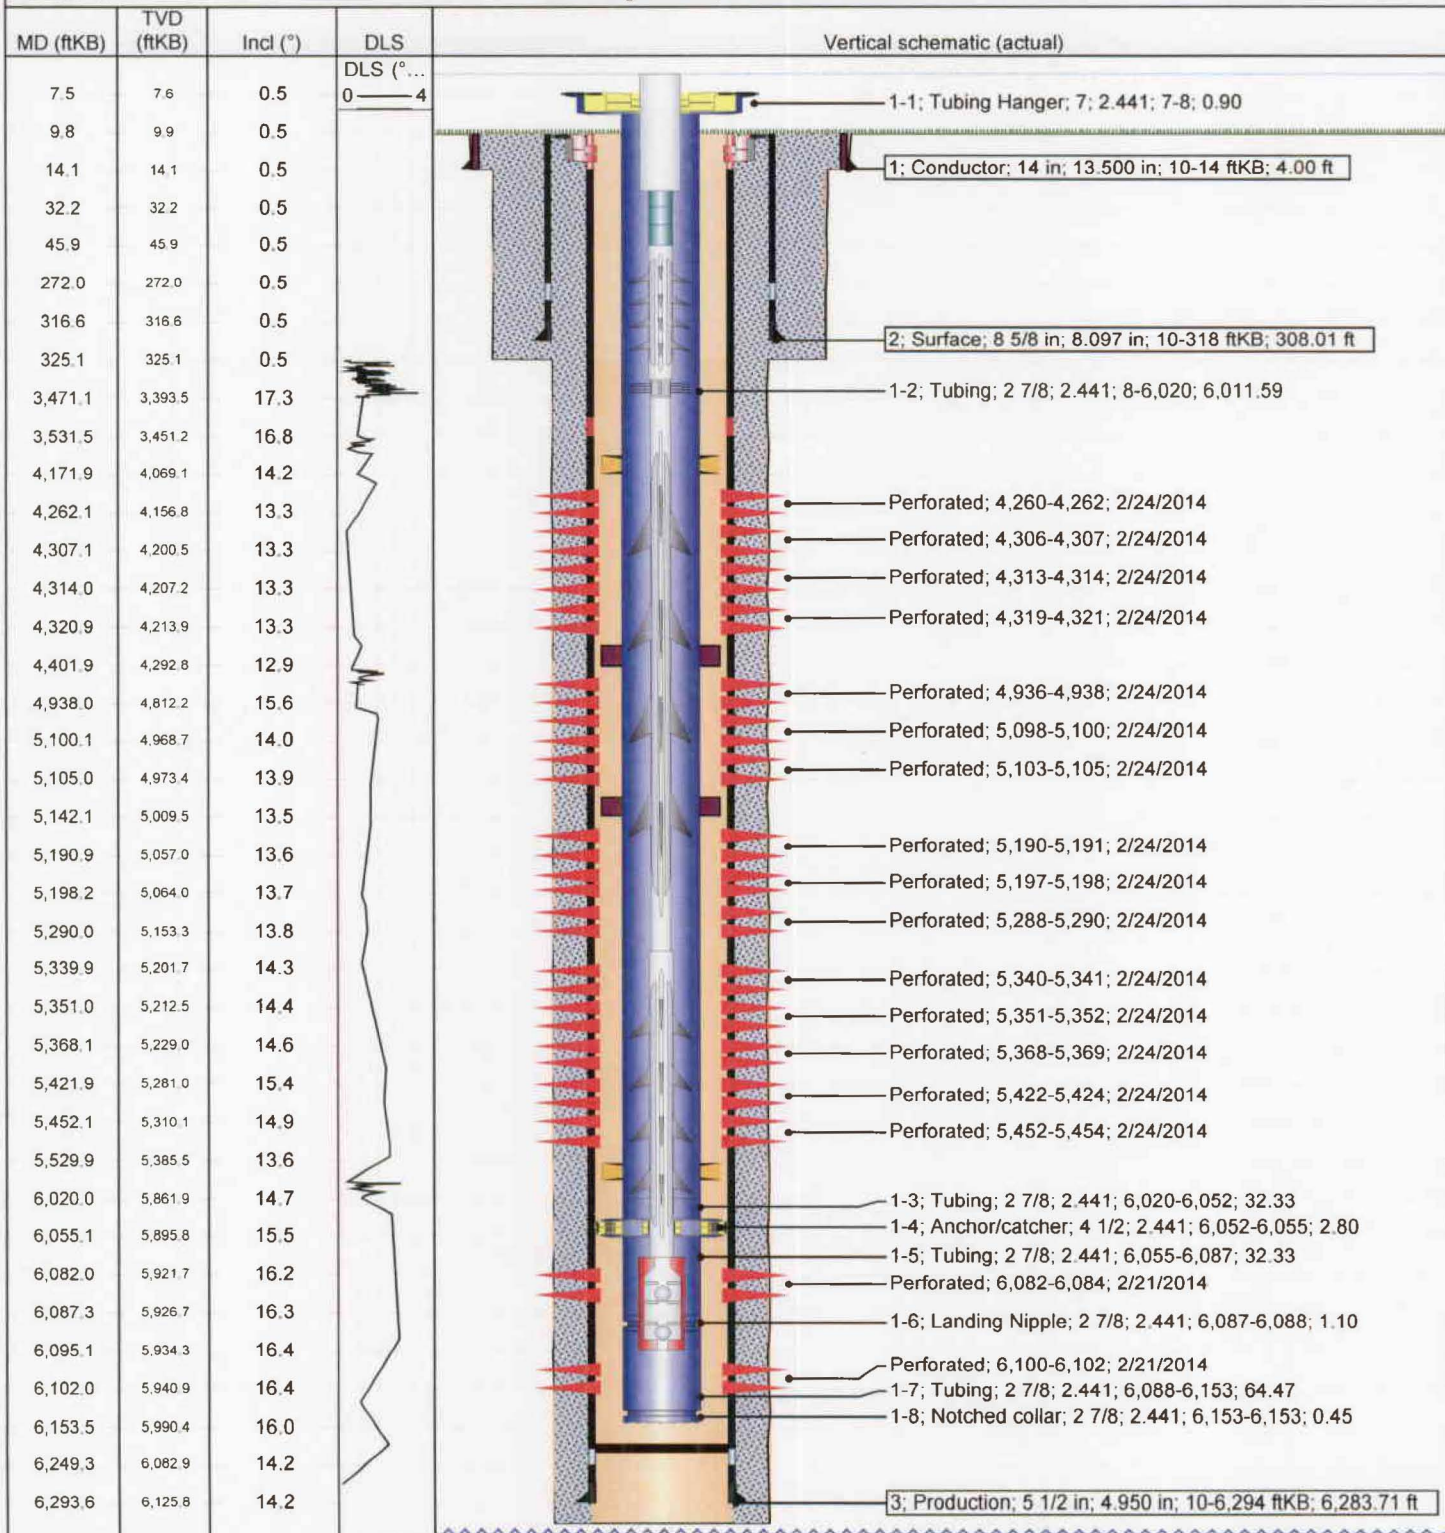 MD (ftKB) TVD (ftKB) Incl (°) DLS Vertical schematic (actual)
DLS (°...
0 4
7.5 7.6 0.5
9.8 9.9 0.5
14.1 14.1 0.5
32.2 32.2 0.5
45.9 45.9 0.5
272.0 272.0 0.5
316.6 316.6 0.5
325.1 325.1 0.5
3,471.1 3,393.5 17.3
3,531.5 3,451.2 16.8
4,171.9 4,069.1 14.2
4,262.1 4,156.8 13.3
4,307.1 4,200.5 13.3
4,314.0 4,207.2 13.3
4,320.9 4,213.9 13.3
4,401.9 4,292.8 12.9
4,938.0 4,812.2 15.6
5,100.1 4,968.7 14.0
5,105.0 4,973.4 13.9
5,142.1 5,009.5 13.5
5,190.9 5,057.0 13.6
5,198.2 5,064.0 13.7
5,290.0 5,153.3 13.8
5,339.9 5,201.7 14.3
5,351.0 5,212.5 14.4
5,368.1 5,229.0 14.6
5,421.9 5,281.0 15.4
5,452.1 5,310.1 14.9
5,529.9 5,385.5 13.6
6,020.0 5,861.9 14.7
6,055.1 5,895.8 15.5
6,082.0 5,921.7 16.2
6,087.3 5,926.7 16.3
6,095.1 5,934.3 16.4
6,102.0 5,940.9 16.4
6,153.5 5,990.4 16.0
6,249.3 6,082.9 14.2
6,293.6 6,125.8 14.2
1-1; Tubing Hanger; 7; 2.441; 7-8; 0.90
1; Conductor; 14 in; 13.500 in; 10-14 ftKB; 4.00 ft
2; Surface; 8 5/8 in; 8.097 in; 10-318 ftKB; 308.01 ft
1-2; Tubing; 2 7/8; 2.441; 8-6,020; 6,011.59
Perforated; 4,260-4,262; 2/24/2014
Perforated; 4,306-4,307; 2/24/2014
Perforated; 4,313-4,314; 2/24/2014
Perforated; 4,319-4,321; 2/24/2014
Perforated; 4,936-4,938; 2/24/2014
Perforated; 5,098-5,100; 2/24/2014
Perforated; 5,103-5,105; 2/24/2014
Perforated; 5,190-5,191; 2/24/2014
Perforated; 5,197-5,198; 2/24/2014
Perforated; 5,288-5,290; 2/24/2014
Perforated; 5,340-5,341; 2/24/2014
Perforated; 5,351-5,352; 2/24/2014
Perforated; 5,368-5,369; 2/24/2014
Perforated; 5,422-5,424; 2/24/2014
Perforated; 5,452-5,454; 2/24/2014
1-3; Tubing; 2 7/8; 2.441; 6,020-6,052; 32.33
1-4; Anchor/catcher; 4 1/2; 2.441; 6,052-6,055; 2.80
1-5; Tubing; 2 7/8; 2.441; 6,055-6,087; 32.33
Perforated; 6,082-6,084; 2/21/2014
1-6; Landing Nipple; 2 7/8; 2.441; 6,087-6,088; 1.10
Perforated; 6,100-6,102; 2/21/2014
1-7; Tubing; 2 7/8; 2.441; 6,088-6,153; 64.47
1-8; Notched collar; 2 7/8; 2.441; 6,153-6,153; 0.45
3; Production; 5 1/2 in; 4.950 in; 10-6,294 ftKB; 6,283.71 ft